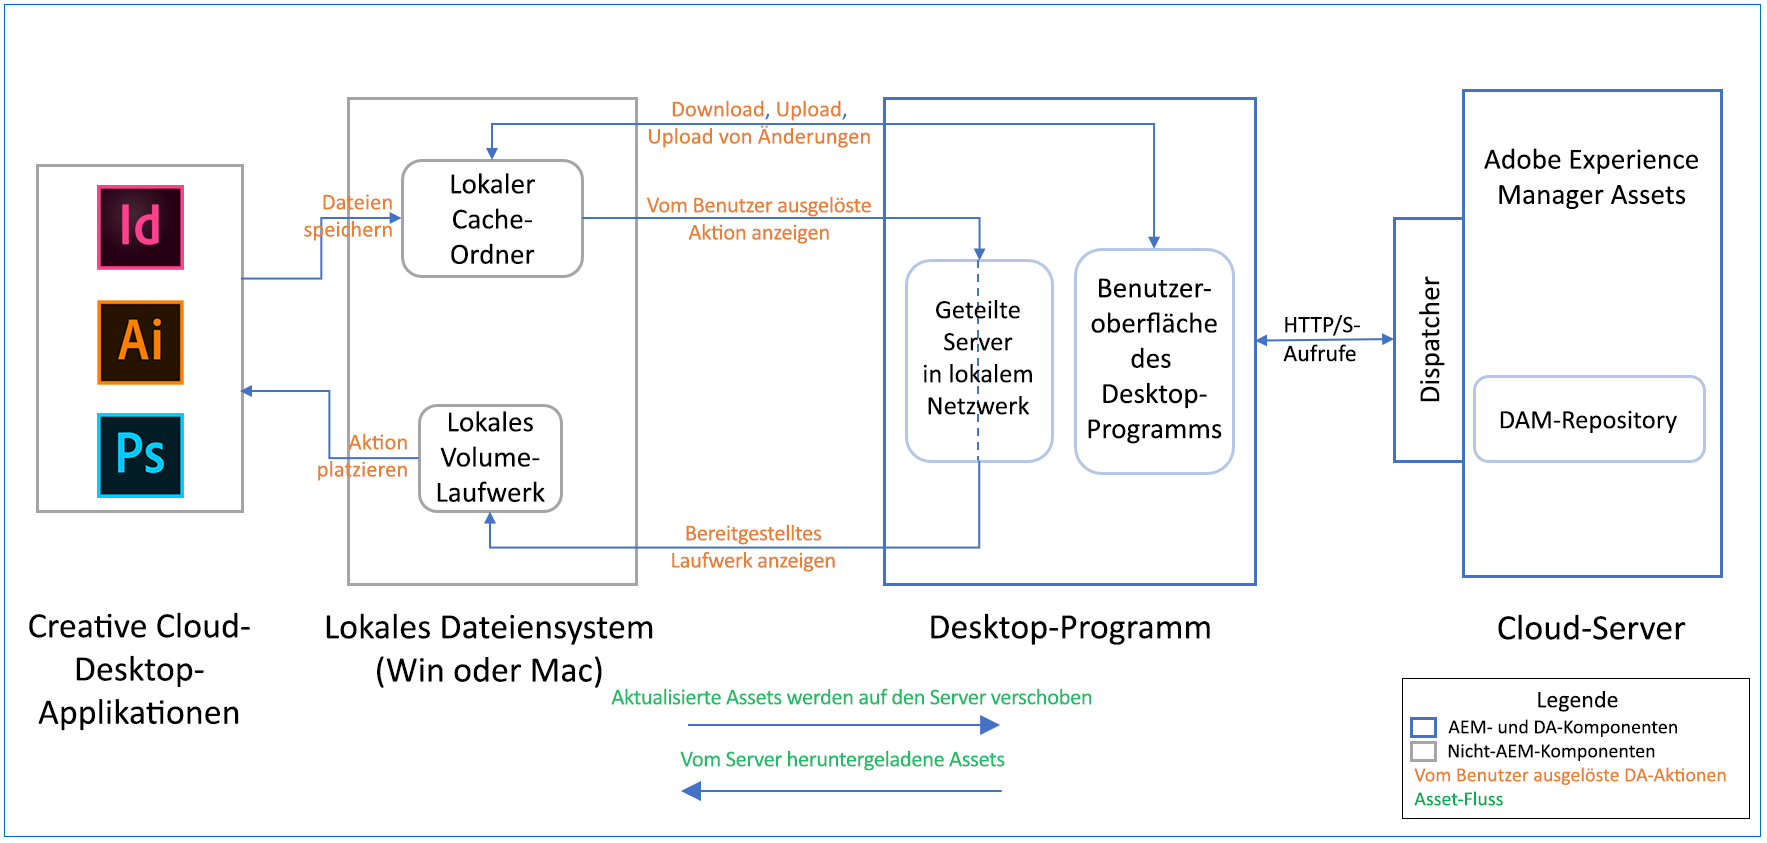 Download, Upload,
Upload von Änderungen
Id
Ai
Ps
Dateien
speichern
Lokaler
Cache-
Ordner
Vom Benutzer ausgelöste
Aktion anzeigen
Geteilte
Server
in lokalem
Netzwerk
Benutzer-
oberfläche
des
Desktop-
Programms
HTTP/S-
Aufrufe
Dispatcher
Adobe Experience
Manager Assets
DAM-Repository
Aktion
platzieren
Lokales
Volume-
Laufwerk
Bereitgestelltes
Laufwerk anzeigen
Creative Cloud-
Desktop-
Applikationen
Lokales Dateiensystem
(Win oder Mac)
Desktop-Programm
Cloud-Server
Aktualisierte Assets werden auf den Server verschoben
Vom Server heruntergeladene Assets
Legende
AEM- und DA-Komponenten
Nicht-AEM-Komponenten
Vom Benutzer ausgelöste DA-Aktionen
Asset-Fluss